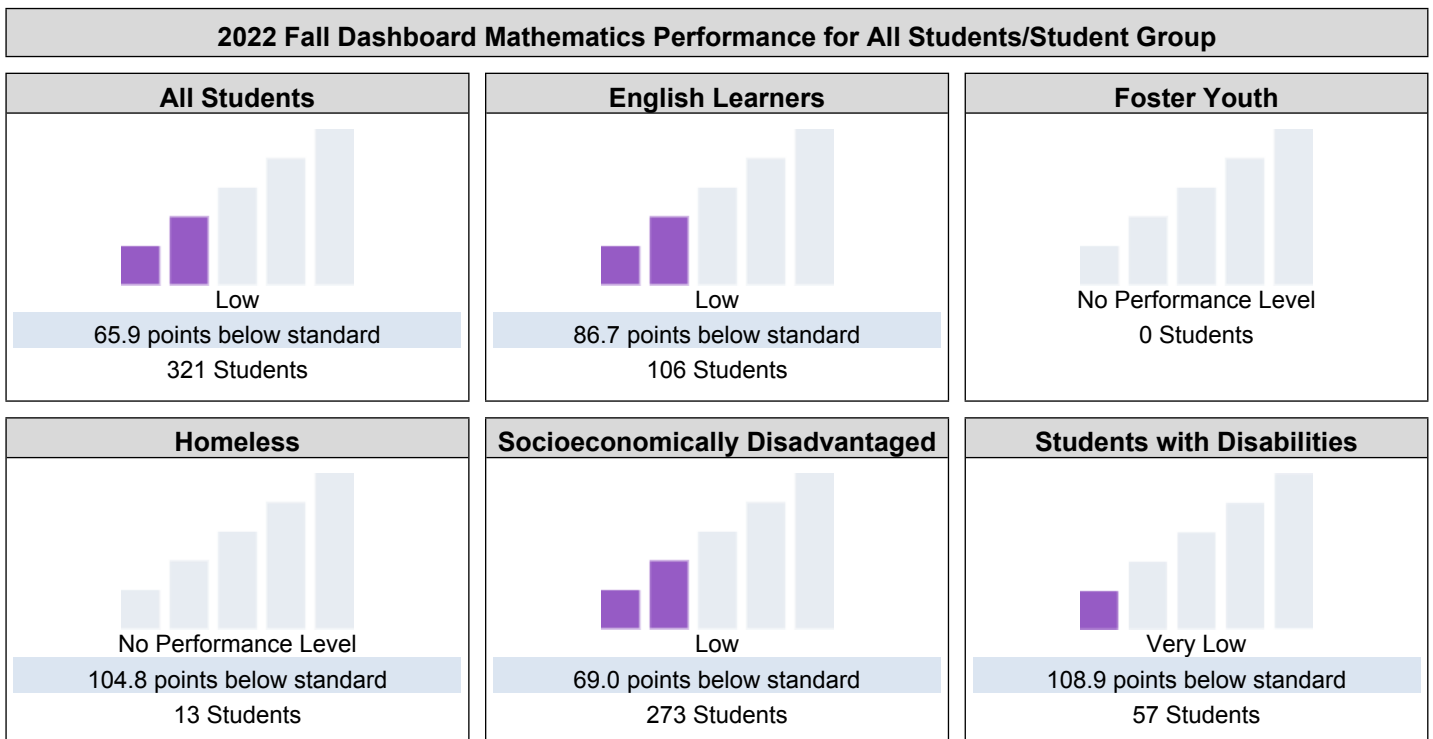 2022 Fall Dashboard Mathematics Performance for All Students/Student Group
All Students
Low
65.9 points below standard
321 Students
English Learners
Low
86.7 points below standard
106 Students
Foster Youth
No Performance Level
0 Students
Homeless
No Performance Level
104.8 points below standard
13 Students
Socioeconomically Disadvantaged
Low
69.0 points below standard
273 Students
Students with Disabilities
Very Low
108.9 points below standard
57 Students